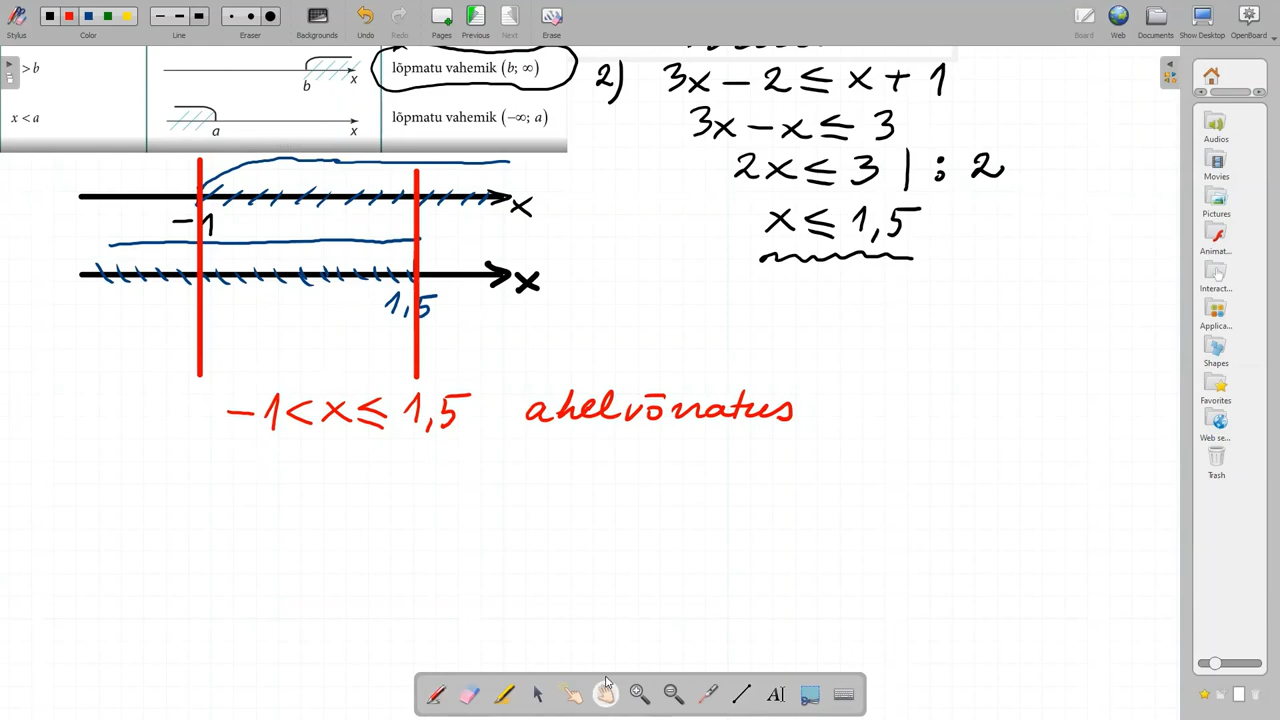 Stylus
Color
Line
Eraser
Backgrounds
Undo
Redo
Pages
Previous
Next
Erase
Board
Web
Documents
Show Desktop
OpenBoard
> b
b
x
lõpmatu vahemik (b; ∞)
x < a
a
x
lõpmatu vahemik (−∞; a)
2) 3x − 2 ≤ x + 1
3x − x ≤ 3
2x ≤ 3 | : 2
x ≤ 1,5
x
−1
x
1,5
−1 < x ≤ 1,5 ahelvõrratus
Audios
Movies
Pictures
Animat...
Interact...
Applica...
Shapes
Favorites
Web se...
Trash
AI